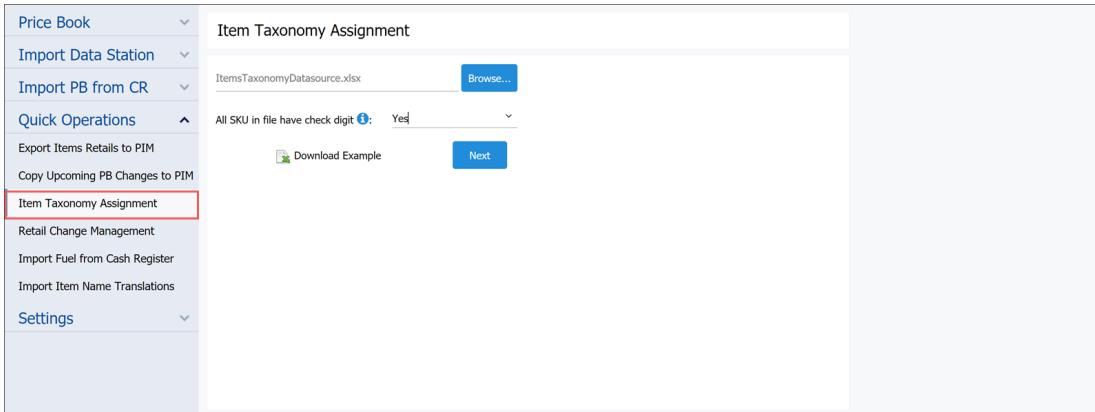 Price Book
Import Data Station
Import PB from CR
Quick Operations
Export Items Retails to PIM
Copy Upcoming PB Changes to PIM
Item Taxonomy Assignment
Retail Change Management
Import Fuel from Cash Register
Import Item Name Translations
Settings
Item Taxonomy Assignment
ItemsTaxonomyDatasource.xlsx Browse...
All SKU in file have check digit i: Yes
Download Example Next